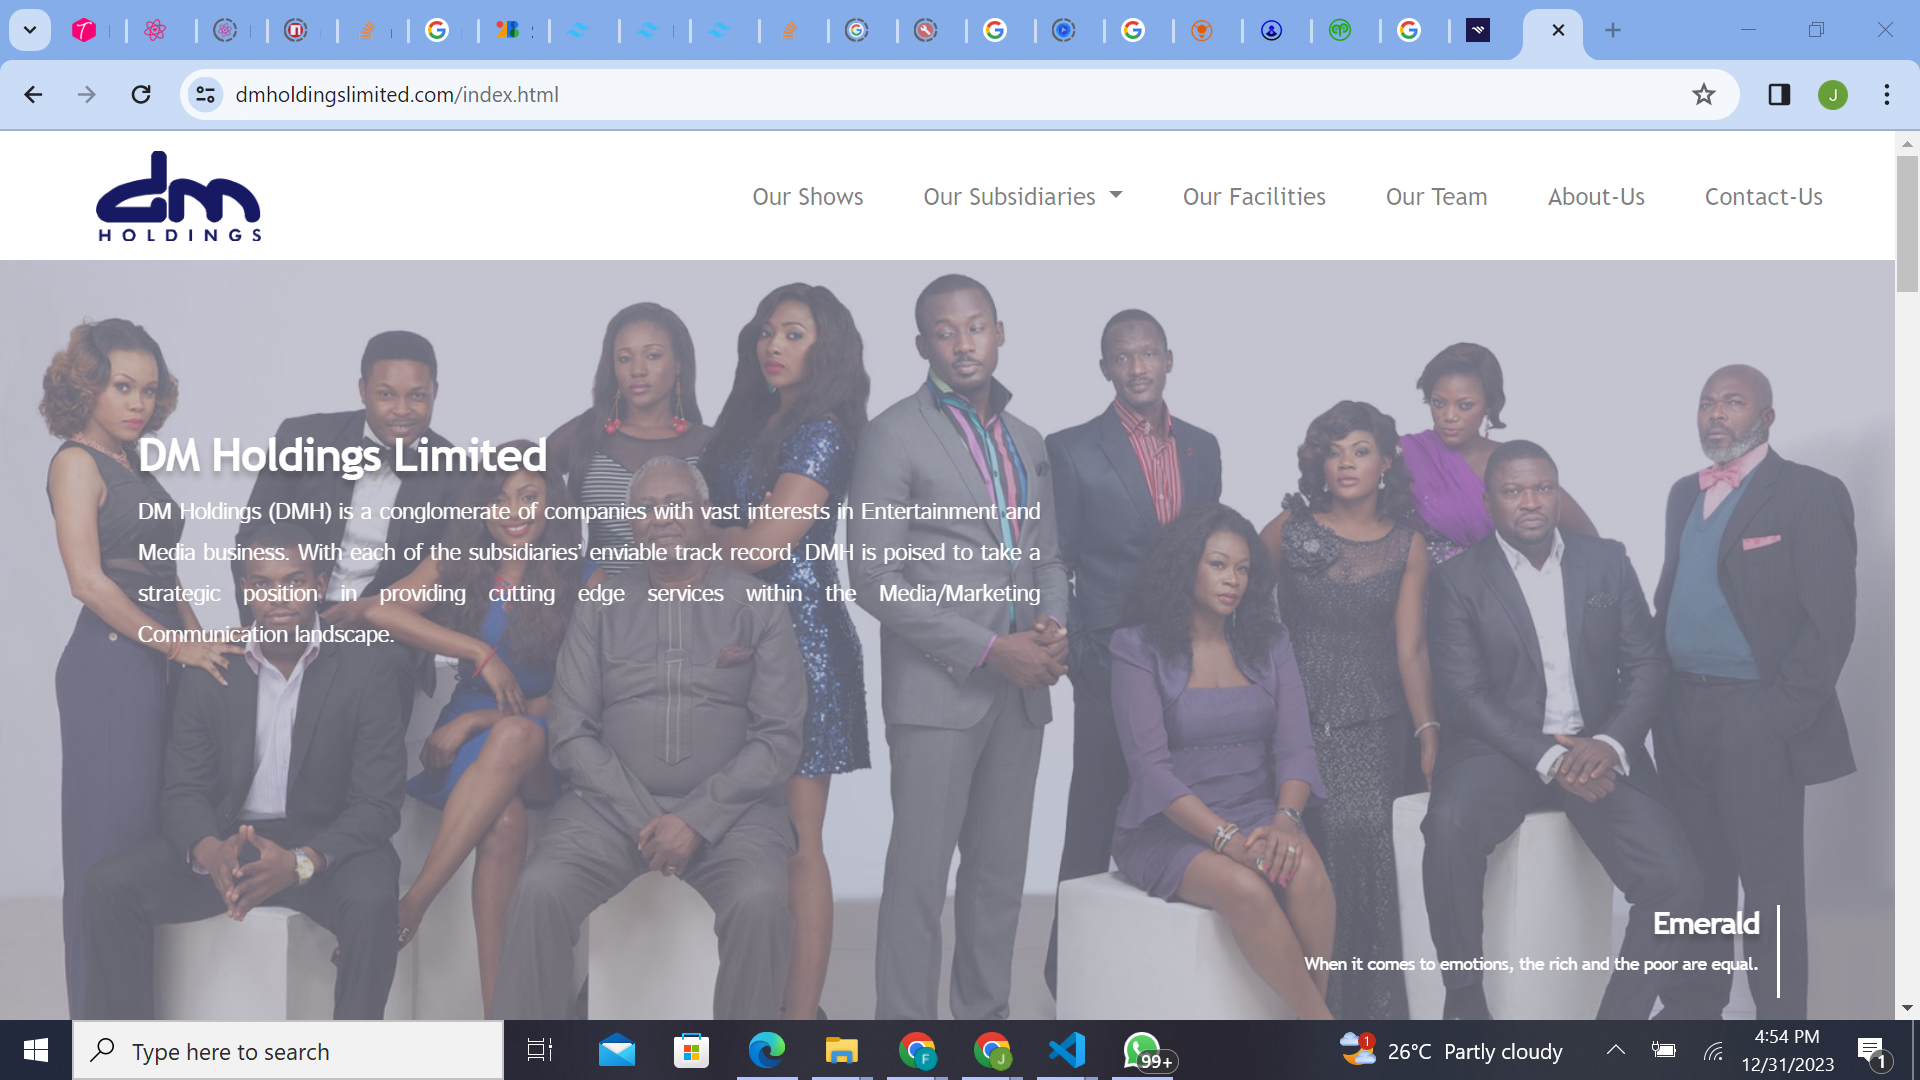 dmholdingslimited.com/index.html
J
dm
HOLDINGS
Our Shows
Our Subsidiaries
Our Facilities
Our Team
About-Us
Contact-Us
DM Holdings Limited
DM Holdings (DMH) is a conglomerate of companies with vast interests in Entertainment and
Media business. With each of the subsidiaries’ enviable track record, DMH is poised to take a
strategic position in providing cutting edge services within the Media/Marketing
Communication landscape.
Emerald
When it comes to emotions, the rich and the poor are equal.
Type here to search
F
J
99+
1
26°C Partly cloudy
4:54 PM
12/31/2023
1